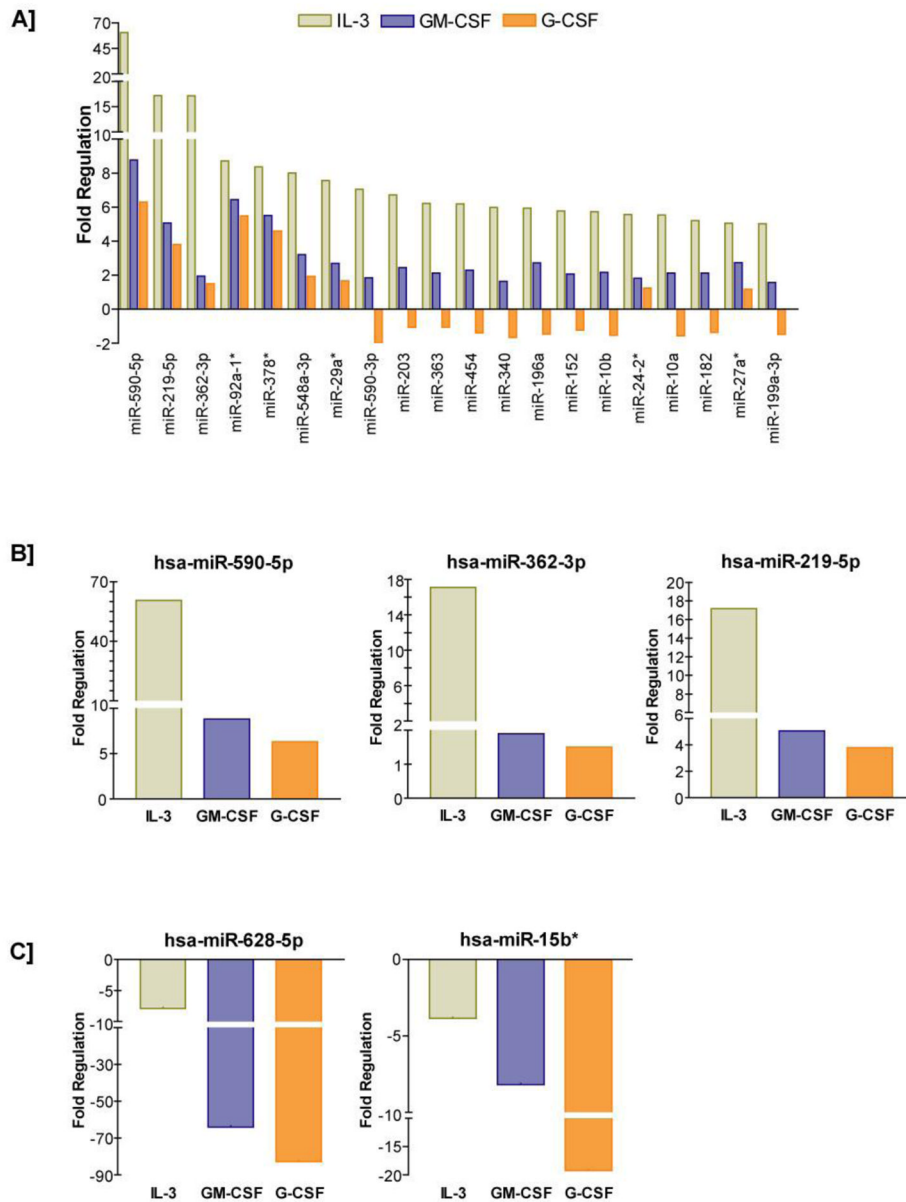 A]
IL-3 GM-CSF G-CSF
Fold Regulation
70
45
20
20
15
10
8
6
4
2
0
-2
miR-590-5p
miR-219-5p
miR-362-3p
miR-92a-1*
miR-378*
miR-548a-3p
miR-29a*
miR-590-3p
miR-203
miR-363
miR-454
miR-340
miR-196a
miR-152
miR-10b
miR-24-2*
miR-10a
miR-182
miR-27a*
miR-199a-3p
B]
hsa-miR-590-5p
Fold Regulation
70
40
10
5
0
IL-3 GM-CSF G-CSF
hsa-miR-362-3p
Fold Regulation
18
16
14
12
10
8
6
4
2
2
1
0
IL-3 GM-CSF G-CSF
hsa-miR-219-5p
Fold Regulation
20
18
16
14
12
10
8
6
6
4
2
0
IL-3 GM-CSF G-CSF
C]
hsa-miR-628-5p
Fold Regulation
0
-5
-10
-30
-50
-70
-90
IL-3 GM-CSF G-CSF
hsa-miR-15b*
Fold Regulation
0
-5
-10
-15
-20
IL-3 GM-CSF G-CSF